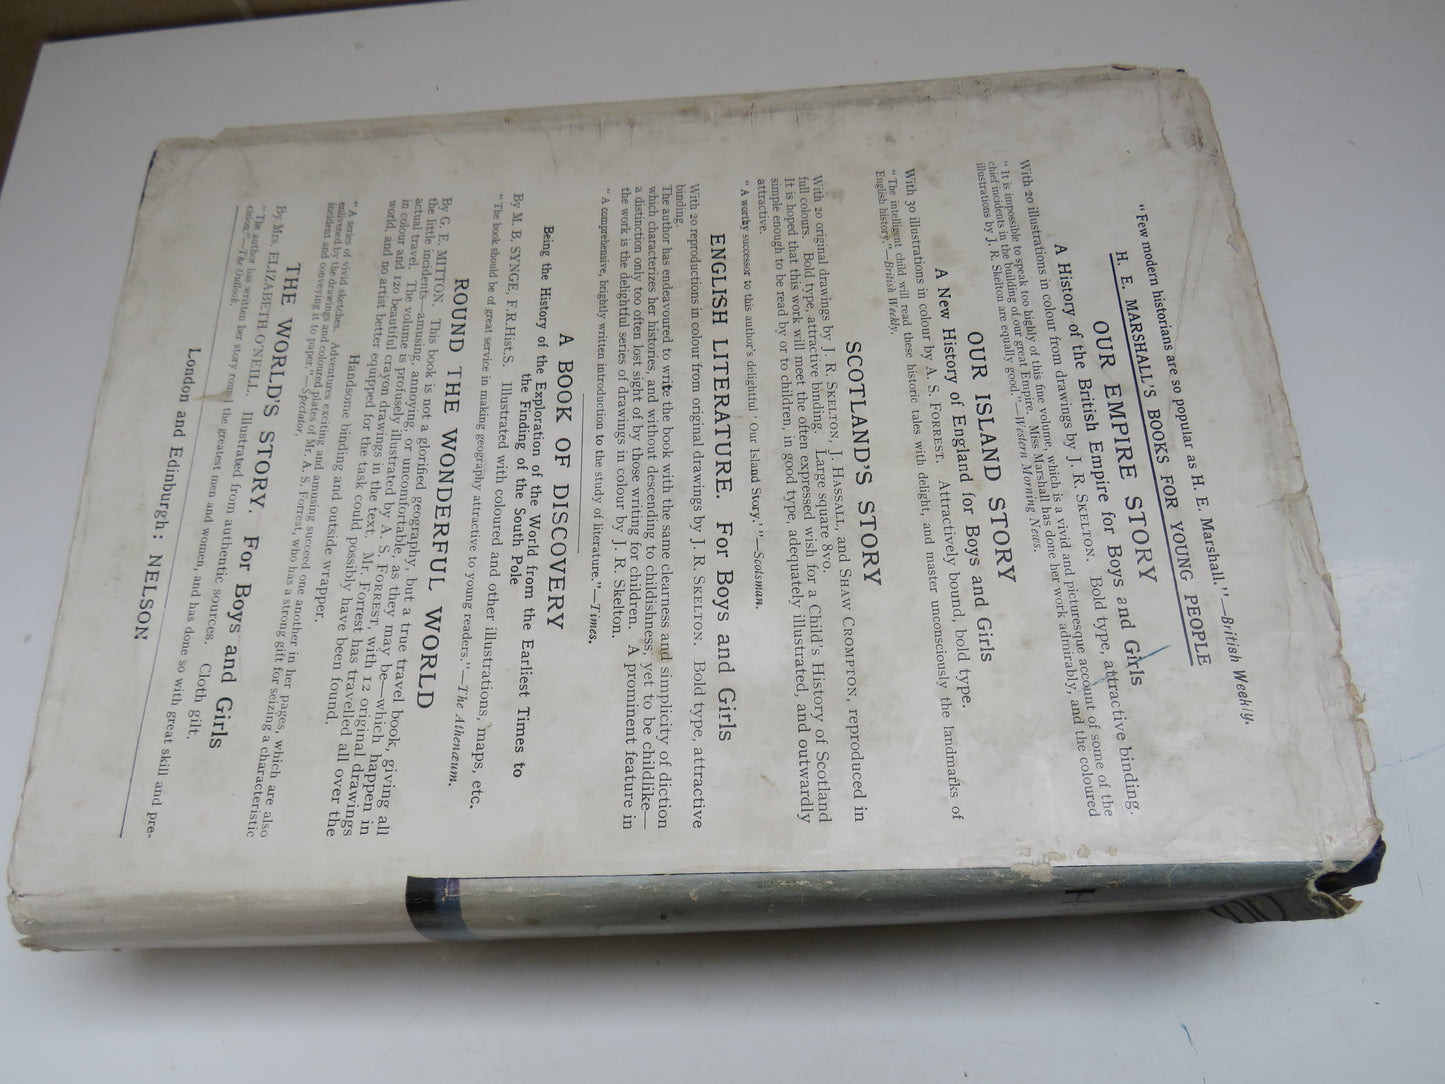 "Few modern historians are so popular as H. E. Marshall."—British Weekly.
H. E. MARSHALL'S BOOKS FOR YOUNG PEOPLE
OUR EMPIRE STORY
A History of the British Empire for Boys and Girls
With 20 illustrations in colour from drawings by J. R. SKELTON. Bold type, attractive binding.
"It is impossible to speak too highly of this fine volume, which is a vivid and picturesque account of some of the
chief incidents in the building of our great Empire. Miss Marshall has done her work admirably, and the coloured
illustrations by J. R. Skelton are equally good."—Western Morning News.
OUR ISLAND STORY
A New History of England for Boys and Girls
With 30 illustrations in colour by A. S. FORREST. Attractively bound, bold type.
"The intelligent child will read these historic tales with delight, and master unconsciously the landmarks of
English history."—British Weekly.
SCOTLAND'S STORY
With 20 original drawings by J. R. SKELTON, J. HASSALL, and SHAW CROMPTON, reproduced in
full colours. Bold type, attractive binding. Large square 8vo.
It is hoped that this work will meet the often expressed wish for a Child's History of Scotland
simple enough to be read by or to children, in good type, adequately illustrated, and outwardly
attractive.
"A worthy successor to this author's delightful 'Our Island Story.'"—Scotsman.
ENGLISH LITERATURE. For Boys and Girls
With 20 reproductions in colour from original drawings by J. R. SKELTON. Bold type, attractive
binding.
The author has endeavoured to write the book with the same clearness and simplicity of diction
which characterizes her histories, and without descending to childishness, yet to be childlike—
a distinction only too often lost sight of by those writing for children. A prominent feature in
the work is the delightful series of drawings in colour by J. R. Skelton.
"A comprehensive, brightly written introduction to the study of literature."—Times.
A BOOK OF DISCOVERY
Being the History of the Exploration of the World from the Earliest Times to
the Finding of the South Pole
By M. B. SYNGE, F.R.Hist.S. Illustrated with coloured and other illustrations, maps, etc.
"The book should be of great service in making geography attractive to young readers."—The Athenæum.
ROUND THE WONDERFUL WORLD
By G. E. MITTON. This book is not a glorified geography, but a true travel book, giving all
the little incidents—amusing, annoying, or uncomfortable, as they may be—which happen in
actual travel. The volume is profusely illustrated by A. S. FORREST, with 12 original drawings
in colour and 120 beautiful crayon drawings in the text. Mr. Forrest has travelled all over the
world, and no artist better equipped for the task could possibly have been found.
Handsome binding and outside wrapper.
"A series of vivid sketches. Adventures exciting and amusing succeed one another in her pages, which are also
enlivened by the drawings and coloured plates of Mr. A. S. Forrest, who has a strong gift for seizing a characteristic
incident and conveying it to paper."—Spectator.
THE WORLD'S STORY. For Boys and Girls
By Mrs. ELIZABETH O'NEILL. Illustrated from authentic sources. Cloth gilt.
"The author has written her story round the greatest men and women, and has done so with great skill and pre-
cision."—The Outlook.
London and Edinburgh: NELSON